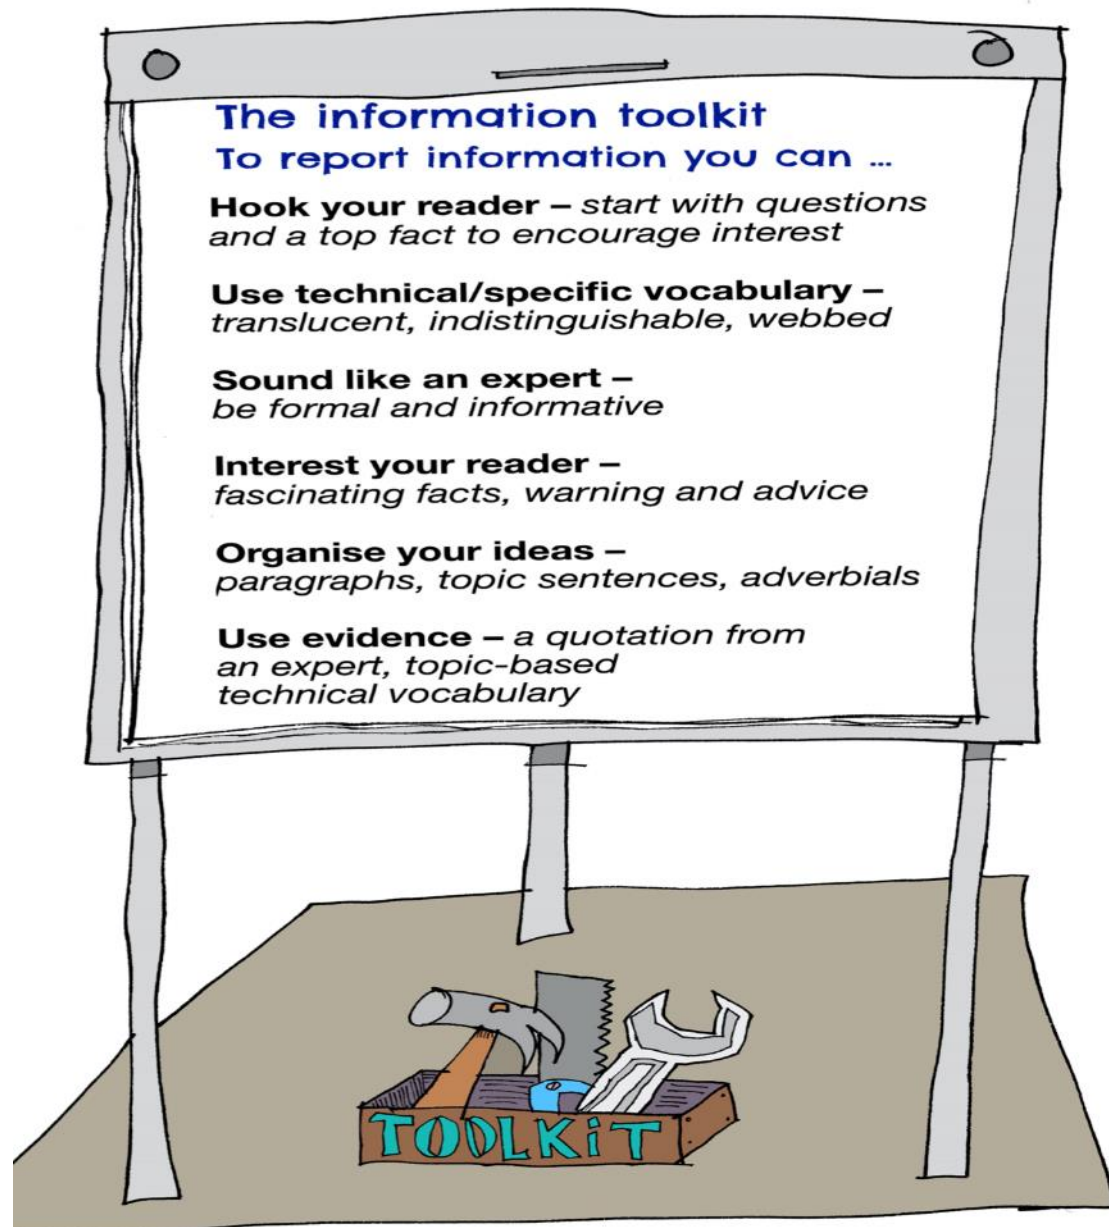 The information toolkit
To report information you can ...
Hook your reader – start with questions
and a top fact to encourage interest
Use technical/specific vocabulary –
translucent, indistinguishable, webbed
Sound like an expert –
be formal and informative
Interest your reader –
fascinating facts, warning and advice
Organise your ideas –
paragraphs, topic sentences, adverbials
Use evidence – a quotation from
an expert, topic-based
technical vocabulary
TOOLKiT